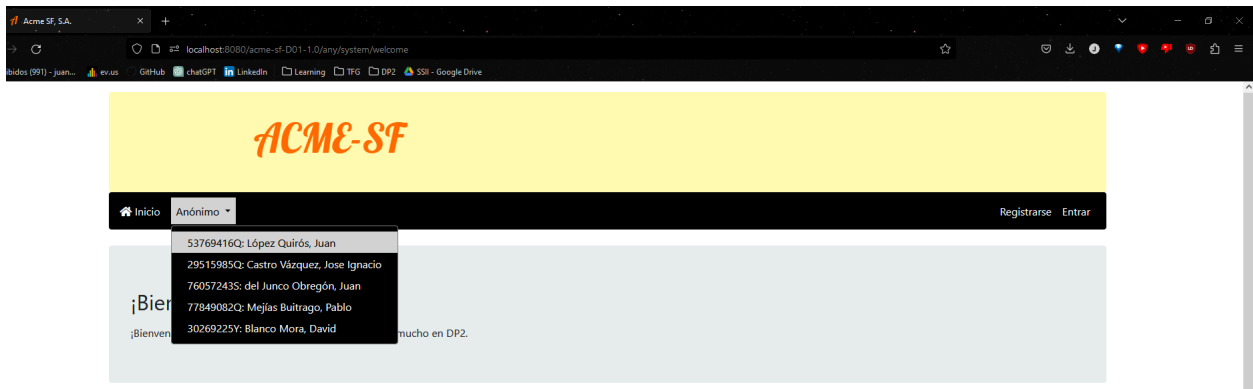 Acme SF, S.A.
localhost:8080/acme-sf-D01-1.0/any/system/welcome
ibidos (991) - juan... ev.us GitHub chatGPT LinkedIn Learning TFG DP2 SSII - Google Drive
ACME-SF
Inicio Anónimo Registrarse Entrar
53769416Q: López Quirós, Juan
29515985Q: Castro Vázquez, Jose Ignacio
76057243S: del Junco Obregón, Juan
77849082Q: Mejías Buitrago, Pablo
30269225Y: Blanco Mora, David
¡Bien
¡Bienven mucho en DP2.